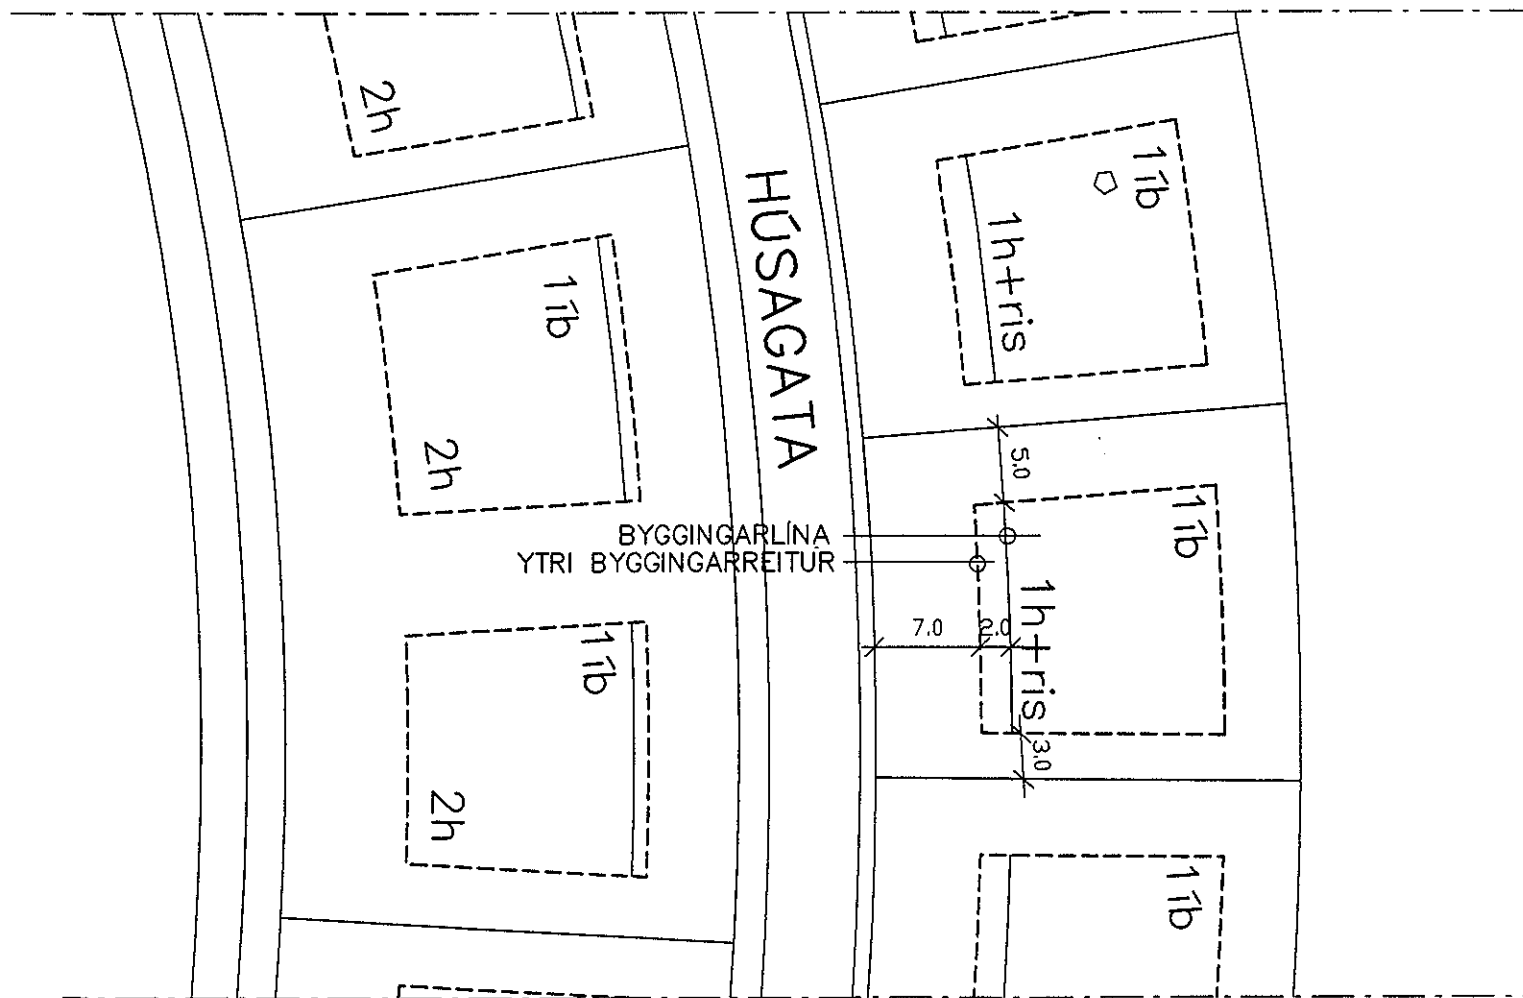 2h
1íb
1h+ris
HÚSAGATA
1íb
2h
5.0
1íb
BYGGINGARLÍNA
YTRI BYGGINGARREITUR
1h+ris
7.0
2.0
3.0
1íb
2h
1íb